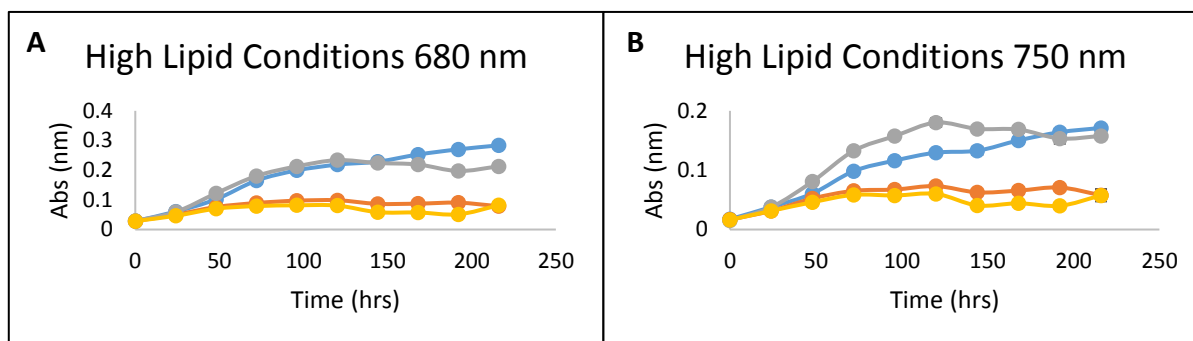 A
High Lipid Conditions 680 nm
Abs (nm)
0.4
0.3
0.2
0.1
0
0 50 100 150 200 250
Time (hrs)
B
High Lipid Conditions 750 nm
Abs (nm)
0.2
0.1
0
0 50 100 150 200 250
Time (hrs)